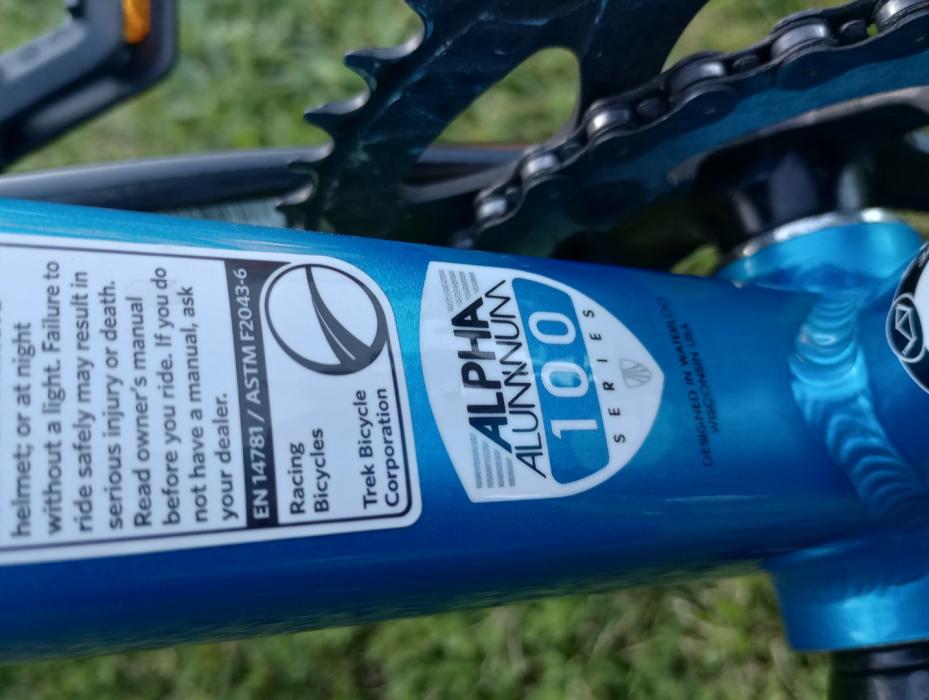 helmet; or at night
without a light. Failure to
ride safely may result in
serious injury or death.
Read owner's manual
before you ride. If you do
not have a manual, ask
your dealer.
EN 14781 / ASTM F2043-6
Racing
Bicycles
Trek Bicycle
Corporation
ALPHA
ALUMINUM
100
SERIES
DESIGNED IN WATERLOO
WISCONSIN USA